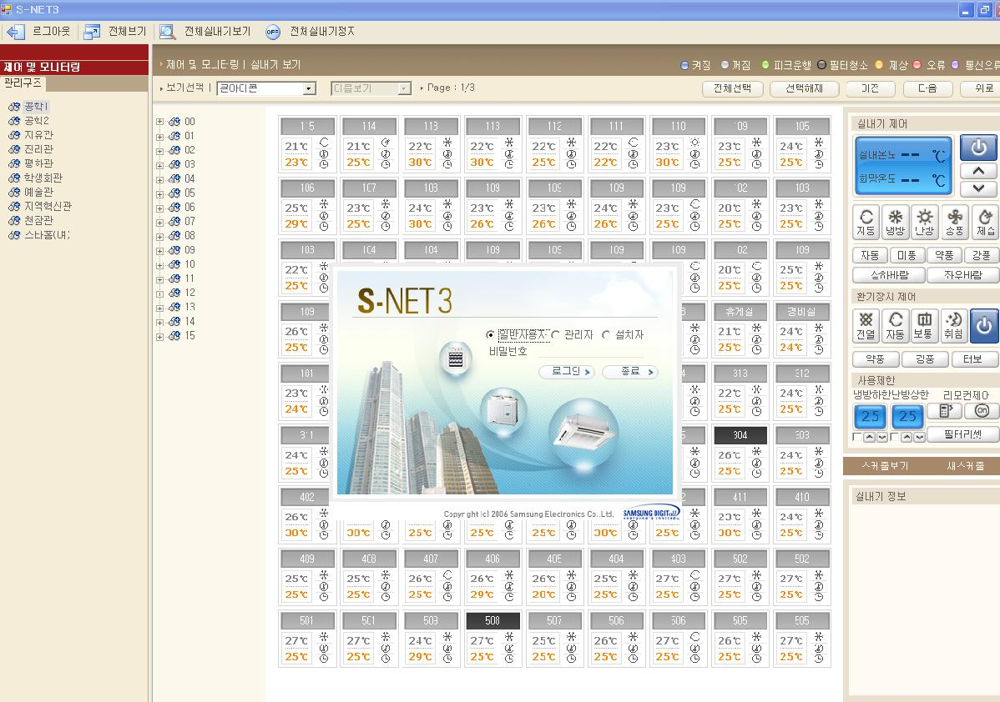 S-NET3
로그아웃 전체보기 전체실내기보기 OFF 전체실내기정지
제어 및 모니터링
관리구조
공학1
공학2
자유관
진리관
평화관
학생회관
예술관
지역혁신관
천잠관
제어 및 모니터링 | 실내기 보기
켜짐 꺼짐 피크운행 필터청소 제상 오류
보기선택 | 큰아이콘 이름보기 Page : 1/3
전체선택 선택해제 이전 다음 위로
00
01
02
03
04
05
06
07
08
09
10
11
12
13
14
15
115 114 113 113 112 111 110 109 105
21℃ 21℃ 22℃ 22℃ 22℃ 22℃ 23℃ 23℃ 24℃
23℃ 25℃ 30℃ 30℃ 25℃ 22℃ 30℃ 25℃ 25℃
106 107 108 109 109 109 109 102 103
25℃ 23℃ 24℃ 23℃ 23℃ 24℃ 23℃ 20℃ 23℃
29℃ 25℃ 30℃ 26℃ 26℃ 26℃ 26℃ 25℃ 25℃
103 104 104 109 109 109 109 02 109
22℃ 20℃ 25℃
25℃ 25℃ 25℃
109 휴게실 경비실
26℃ 21℃ 24℃
25℃ 25℃ 24℃
101 313 312
23℃ 22℃ 24℃
24℃ 25℃ 25℃
311 304 303
24℃ 26℃ 24℃
25℃ 25℃ 25℃
402 411 410
26℃ 23℃ 24℃
30℃ 30℃ 25℃ 25℃ 25℃ 30℃ 25℃ 30℃ 25℃
409 408 407 406 405 404 403 502 502
25℃ 25℃ 26℃ 26℃ 26℃ 25℃ 27℃ 27℃ 27℃
25℃ 25℃ 25℃ 29℃ 20℃ 25℃ 25℃ 25℃ 25℃
501 501 509 508 507 506 506 505 505
27℃ 27℃ 24℃ 27℃ 25℃ 26℃ 27℃ 26℃ 27℃
25℃ 25℃ 29℃ 25℃ 25℃ 25℃ 25℃ 25℃ 25℃
S-NET3
일반사용자 관리자 설치자
비밀번호
로그인 종료
Copyright (c) 2006 Samsung Electronics Co.,Ltd. SAMSUNG DIGITall
everyone's invited
실내기 제어
실내온도 -- ℃
희망온도 -- ℃
자동 냉방 난방 송풍 제습
자동 미풍 약풍 강풍
상하바람 좌우바람
환기장치 제어
전열 자동 보통 취침
약풍 강풍 터보
사용제한
냉방하한 난방상한 리모컨제어
25 25 on
필터리셋
스케줄보기 새스케줄
실내기 정보